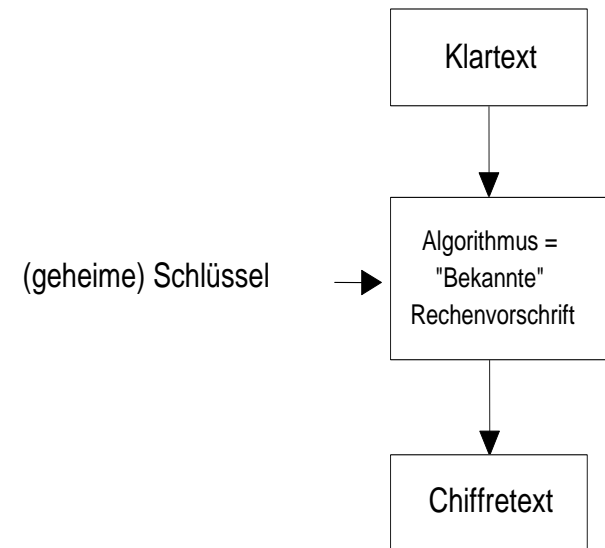 Klartext
Algorithmus =
"Bekannte"
(geheime) Schlüssel
Rechenvorschrift
Chiffretext